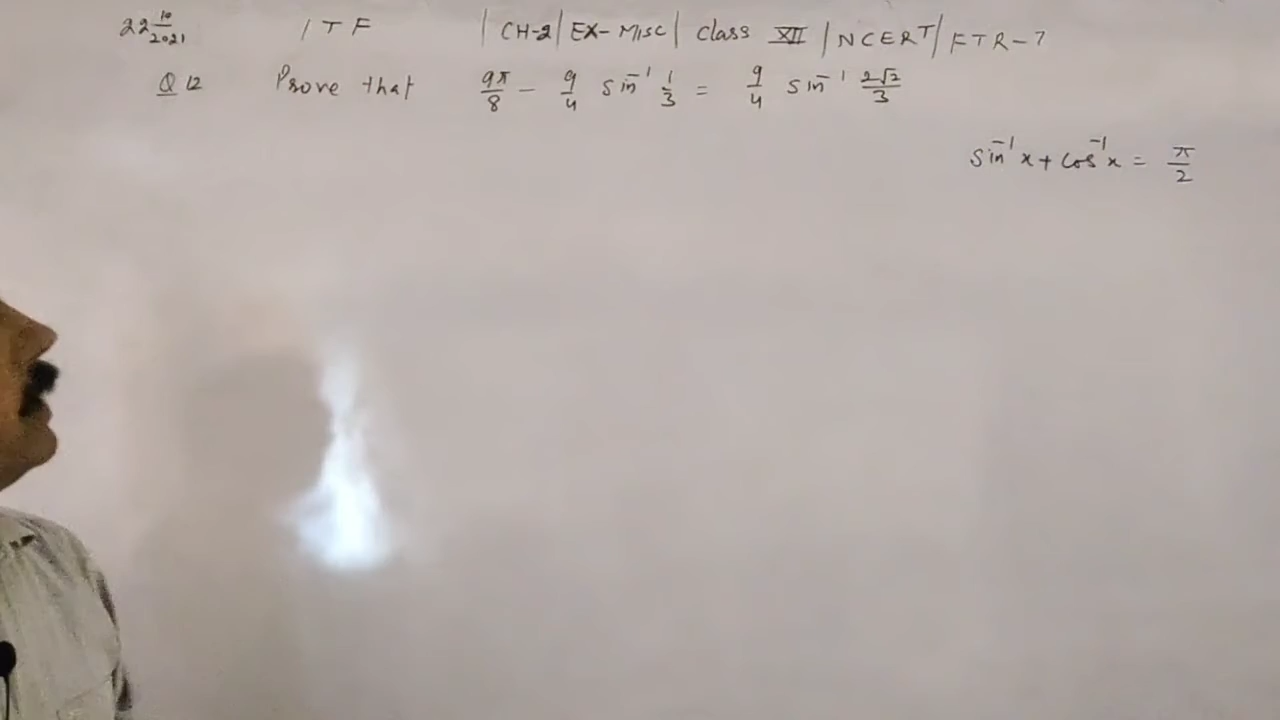 22 10/2021 ITF | CH-2 | EX- Misc | Class XII | NCERT | FTR-7
Q 12 Prove that 9π/8 - 9/4 sin⁻¹ 1/3 = 9/4 sin⁻¹ 2√2/3
sin⁻¹x + cos⁻¹x = π/2